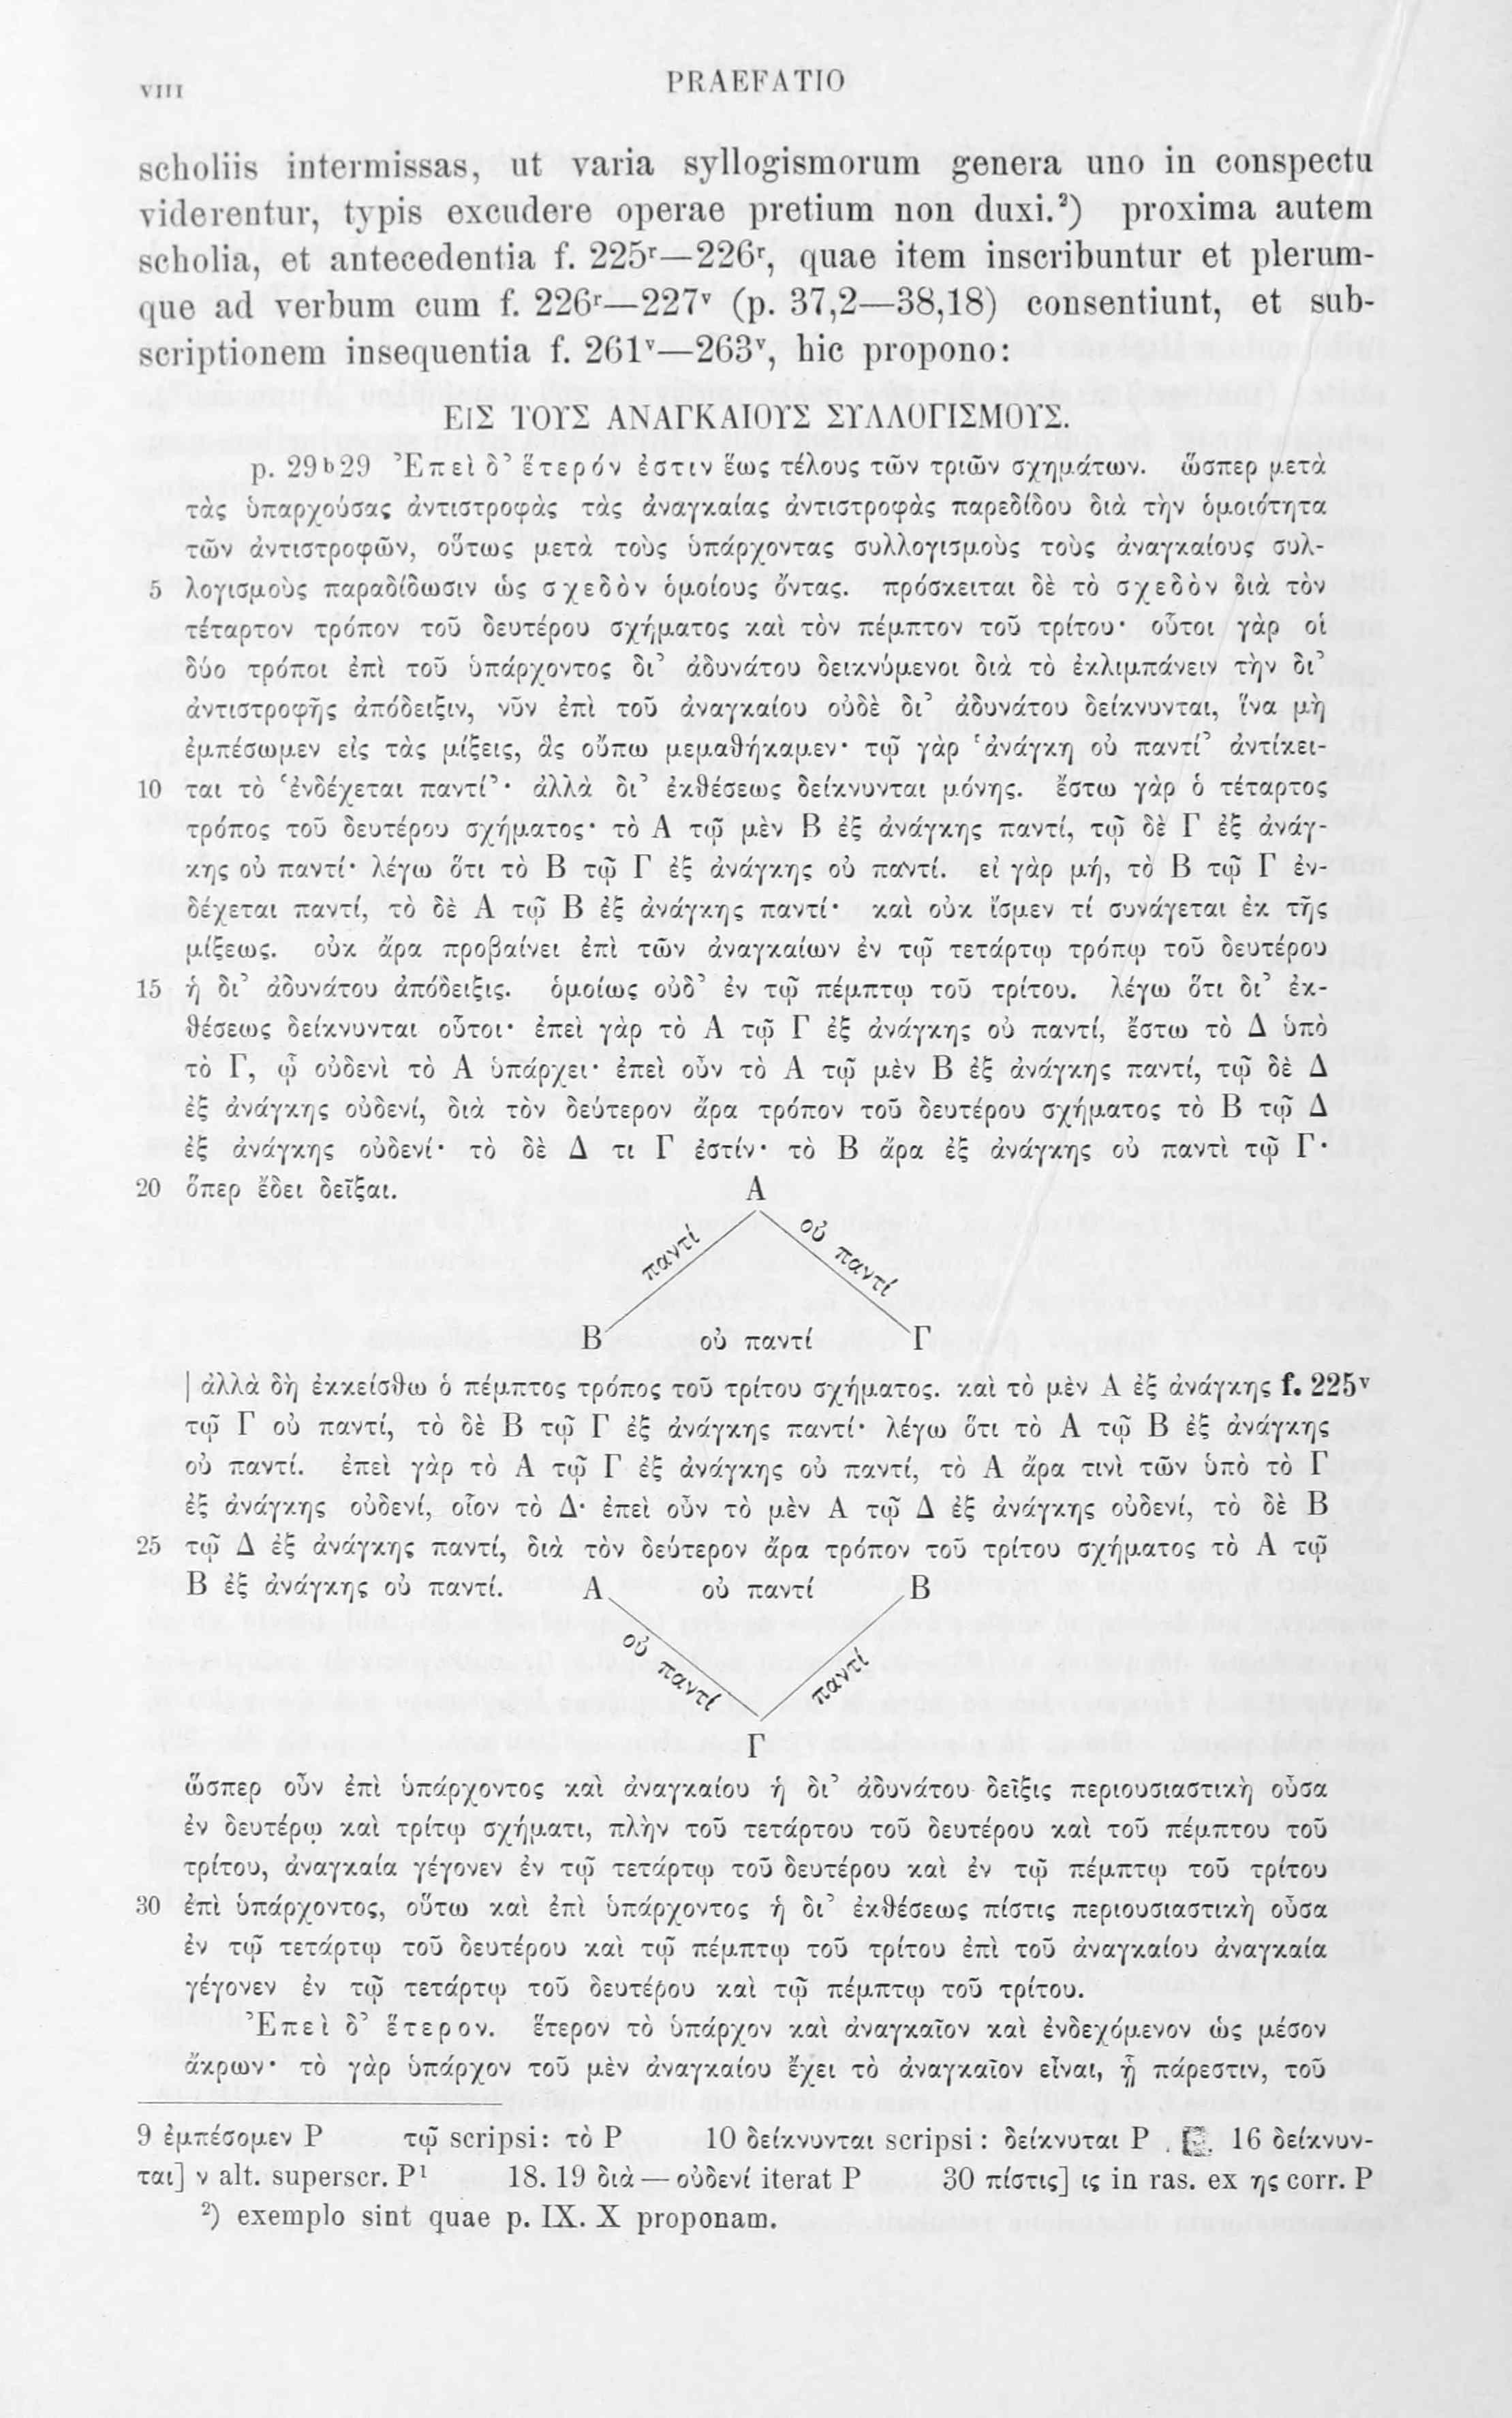 VIII
PRAEFATIO
scholiis intermissas, ut varia syllogismorum genera uno in conspectu
viderentur, typis excudere operae pretium non duxi.²) proxima autem
scholia, et antecedentia f. 225ʳ—226ʳ, quae item inscribuntur et plerum-
que ad verbum cum f. 226ʳ—227ᵛ (p. 37,2—38,18) consentiunt, et sub-
scriptionem insequentia f. 261ᵛ—263ᵛ, hic propono:
ΕΙΣ ΤΟΥΣ ΑΝΑΓΚΑΙΟΥΣ ΣΥΛΛΟΓΙΣΜΟΥΣ.
p. 29ᵇ29 Ἐπεὶ δ’ ἕτερόν ἐστιν ἕως τέλους τῶν τριῶν σχημάτων. ὥσπερ μετὰ
τὰς ὑπαρχούσας ἀντιστροφὰς τὰς ἀναγκαίας ἀντιστροφὰς παρεδίδου διὰ τὴν ὁμοιότητα
τῶν ἀντιστροφῶν, οὕτως μετὰ τοὺς ὑπάρχοντας συλλογισμοὺς τοὺς ἀναγκαίους συλ-
5 λογισμοὺς παραδίδωσιν ὡς σχεδὸν ὁμοίους ὄντας. πρόσκειται δὲ τὸ σχεδὸν διὰ τὸν
τέταρτον τρόπον τοῦ δευτέρου σχήματος καὶ τὸν πέμπτον τοῦ τρίτου· οὗτοι γὰρ οἱ
δύο τρόποι ἐπὶ τοῦ ὑπάρχοντος δι’ ἀδυνάτου δεικνύμενοι διὰ τὸ ἐκλιμπάνειν τὴν δι’
ἀντιστροφῆς ἀπόδειξιν, νῦν ἐπὶ τοῦ ἀναγκαίου οὐδὲ δι’ ἀδυνάτου δείκνυνται, ἵνα μὴ
ἐμπέσωμεν εἰς τὰς μίξεις, ἃς οὔπω μεμαθήκαμεν· τῷ γὰρ ‘ἀνάγκη οὐ παντί’ ἀντίκει-
10 ται τὸ ‘ἐνδέχεται παντί’· ἀλλὰ δι’ ἐκθέσεως δείκνυνται μόνης. ἔστω γὰρ ὁ τέταρτος
τρόπος τοῦ δευτέρου σχήματος· τὸ Α τῷ μὲν Β ἐξ ἀνάγκης παντί, τῷ δὲ Γ ἐξ ἀνάγ-
κης οὐ παντί· λέγω ὅτι τὸ Β τῷ Γ ἐξ ἀνάγκης οὐ παντί. εἰ γὰρ μή, τὸ Β τῷ Γ ἐν-
δέχεται παντί, τὸ δὲ Α τῷ Β ἐξ ἀνάγκης παντί· καὶ οὐκ ἴσμεν τί συνάγεται ἐκ τῆς
μίξεως. οὐκ ἄρα προβαίνει ἐπὶ τῶν ἀναγκαίων ἐν τῷ τετάρτῳ τρόπῳ τοῦ δευτέρου
15 ἡ δι’ ἀδυνάτου ἀπόδειξις. ὁμοίως οὐδ’ ἐν τῷ πέμπτῳ τοῦ τρίτου. λέγω ὅτι δι’ ἐκ-
θέσεως δείκνυνται οὗτοι· ἐπεὶ γὰρ τὸ Α τῷ Γ ἐξ ἀνάγκης οὐ παντί, ἔστω τὸ Δ ὑπὸ
τὸ Γ, ᾧ οὐδενὶ τὸ Α ὑπάρχει· ἐπεὶ οὖν τὸ Α τῷ μὲν Β ἐξ ἀνάγκης παντί, τῷ δὲ Δ
ἐξ ἀνάγκης οὐδενί, διὰ τὸν δεύτερον ἄρα τρόπον τοῦ δευτέρου σχήματος τὸ Β τῷ Δ
ἐξ ἀνάγκης οὐδενί· τὸ δὲ Δ τι Γ ἐστίν· τὸ Β ἄρα ἐξ ἀνάγκης οὐ παντὶ τῷ Γ·
20 ὅπερ ἔδει δεῖξαι.
Α
παντί οὐ παντί
Β οὐ παντί Γ
| ἀλλὰ δὴ ἐκκείσθω ὁ πέμπτος τρόπος τοῦ τρίτου σχήματος. καὶ τὸ μὲν Α ἐξ ἀνάγκης f. 225ᵛ
τῷ Γ οὐ παντί, τὸ δὲ Β τῷ Γ ἐξ ἀνάγκης παντί· λέγω ὅτι τὸ Α τῷ Β ἐξ ἀνάγκης
οὐ παντί. ἐπεὶ γὰρ τὸ Α τῷ Γ ἐξ ἀνάγκης οὐ παντί, τὸ Α ἄρα τινὶ τῶν ὑπὸ τὸ Γ
ἐξ ἀνάγκης οὐδενί, οἷον τὸ Δ· ἐπεὶ οὖν τὸ μὲν Α τῷ Δ ἐξ ἀνάγκης οὐδενί, τὸ δὲ Β
25 τῷ Δ ἐξ ἀνάγκης παντί, διὰ τὸν δεύτερον ἄρα τρόπον τοῦ τρίτου σχήματος τὸ Α τῷ
Β ἐξ ἀνάγκης οὐ παντί. Α οὐ παντί Β
οὐ παντί παντί
Γ
ὥσπερ οὖν ἐπὶ ὑπάρχοντος καὶ ἀναγκαίου ἡ δι’ ἀδυνάτου δεῖξις περιουσιαστικὴ οὖσα
ἐν δευτέρῳ καὶ τρίτῳ σχήματι, πλὴν τοῦ τετάρτου τοῦ δευτέρου καὶ τοῦ πέμπτου τοῦ
τρίτου, ἀναγκαία γέγονεν ἐν τῷ τετάρτῳ τοῦ δευτέρου καὶ ἐν τῷ πέμπτῳ τοῦ τρίτου
30 ἐπὶ ὑπάρχοντος, οὕτω καὶ ἐπὶ ὑπάρχοντος ἡ δι’ ἐκθέσεως πίστις περιουσιαστικὴ οὖσα
ἐν τῷ τετάρτῳ τοῦ δευτέρου καὶ τῷ πέμπτῳ τοῦ τρίτου ἐπὶ τοῦ ἀναγκαίου ἀναγκαία
γέγονεν ἐν τῷ τετάρτῳ τοῦ δευτέρου καὶ τῷ πέμπτῳ τοῦ τρίτου.
Ἐπεὶ δ’ ἕτερον. ἕτερον τὸ ὑπάρχον καὶ ἀναγκαῖον καὶ ἐνδεχόμενον ὡς μέσον
ἄκρων· τὸ γὰρ ὑπάρχον τοῦ μὲν ἀναγκαίου ἔχει τὸ ἀναγκαῖον εἶναι, ᾗ πάρεστιν, τοῦ
9 ἐμπέσομεν P τῷ scripsi: τὸ P 10 δείκνυνται scripsi: δείκνυται P 16 δείκνυν-
ται] ν alt. superscr. P¹ 18. 19 διὰ — οὐδενί iterat P 30 πίστις] ις in ras. ex ης corr. P
²) exemplo sint quae p. IX. X proponam.